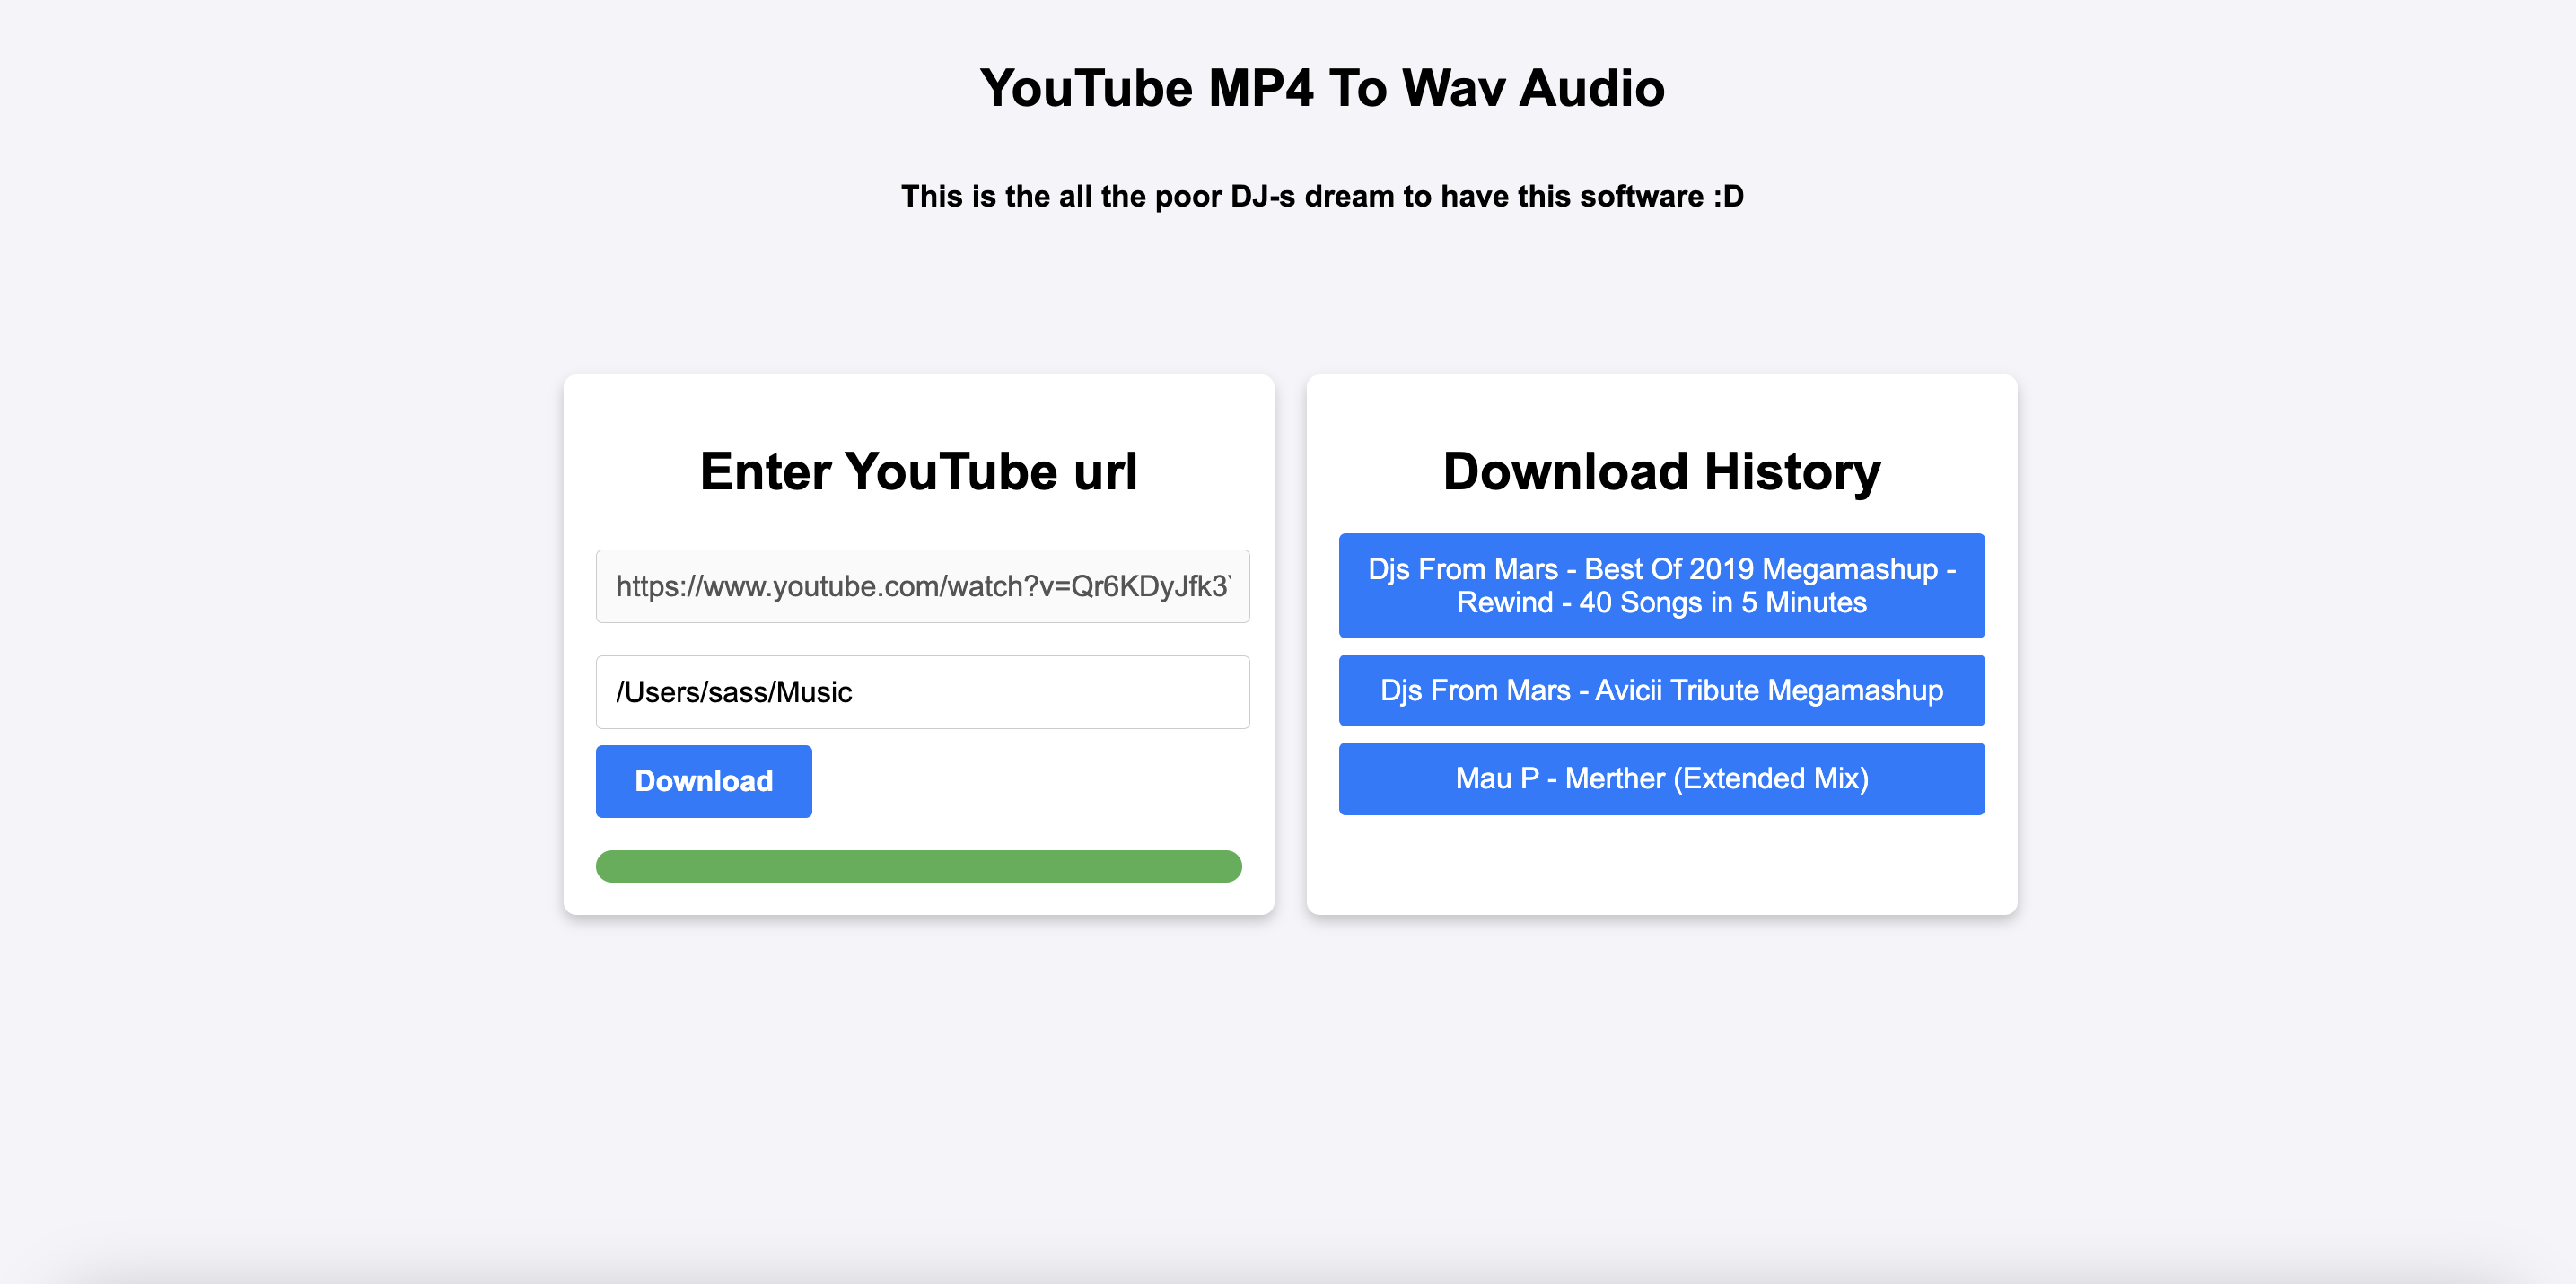 YouTube MP4 To Wav Audio
This is the all the poor DJ-s dream to have this software :D
Enter YouTube url
https://www.youtube.com/watch?v=Qr6KDyJfk3
/Users/sass/Music
Download
Download History
Djs From Mars - Best Of 2019 Megamashup -
Rewind - 40 Songs in 5 Minutes
Djs From Mars - Avicii Tribute Megamashup
Mau P - Merther (Extended Mix)